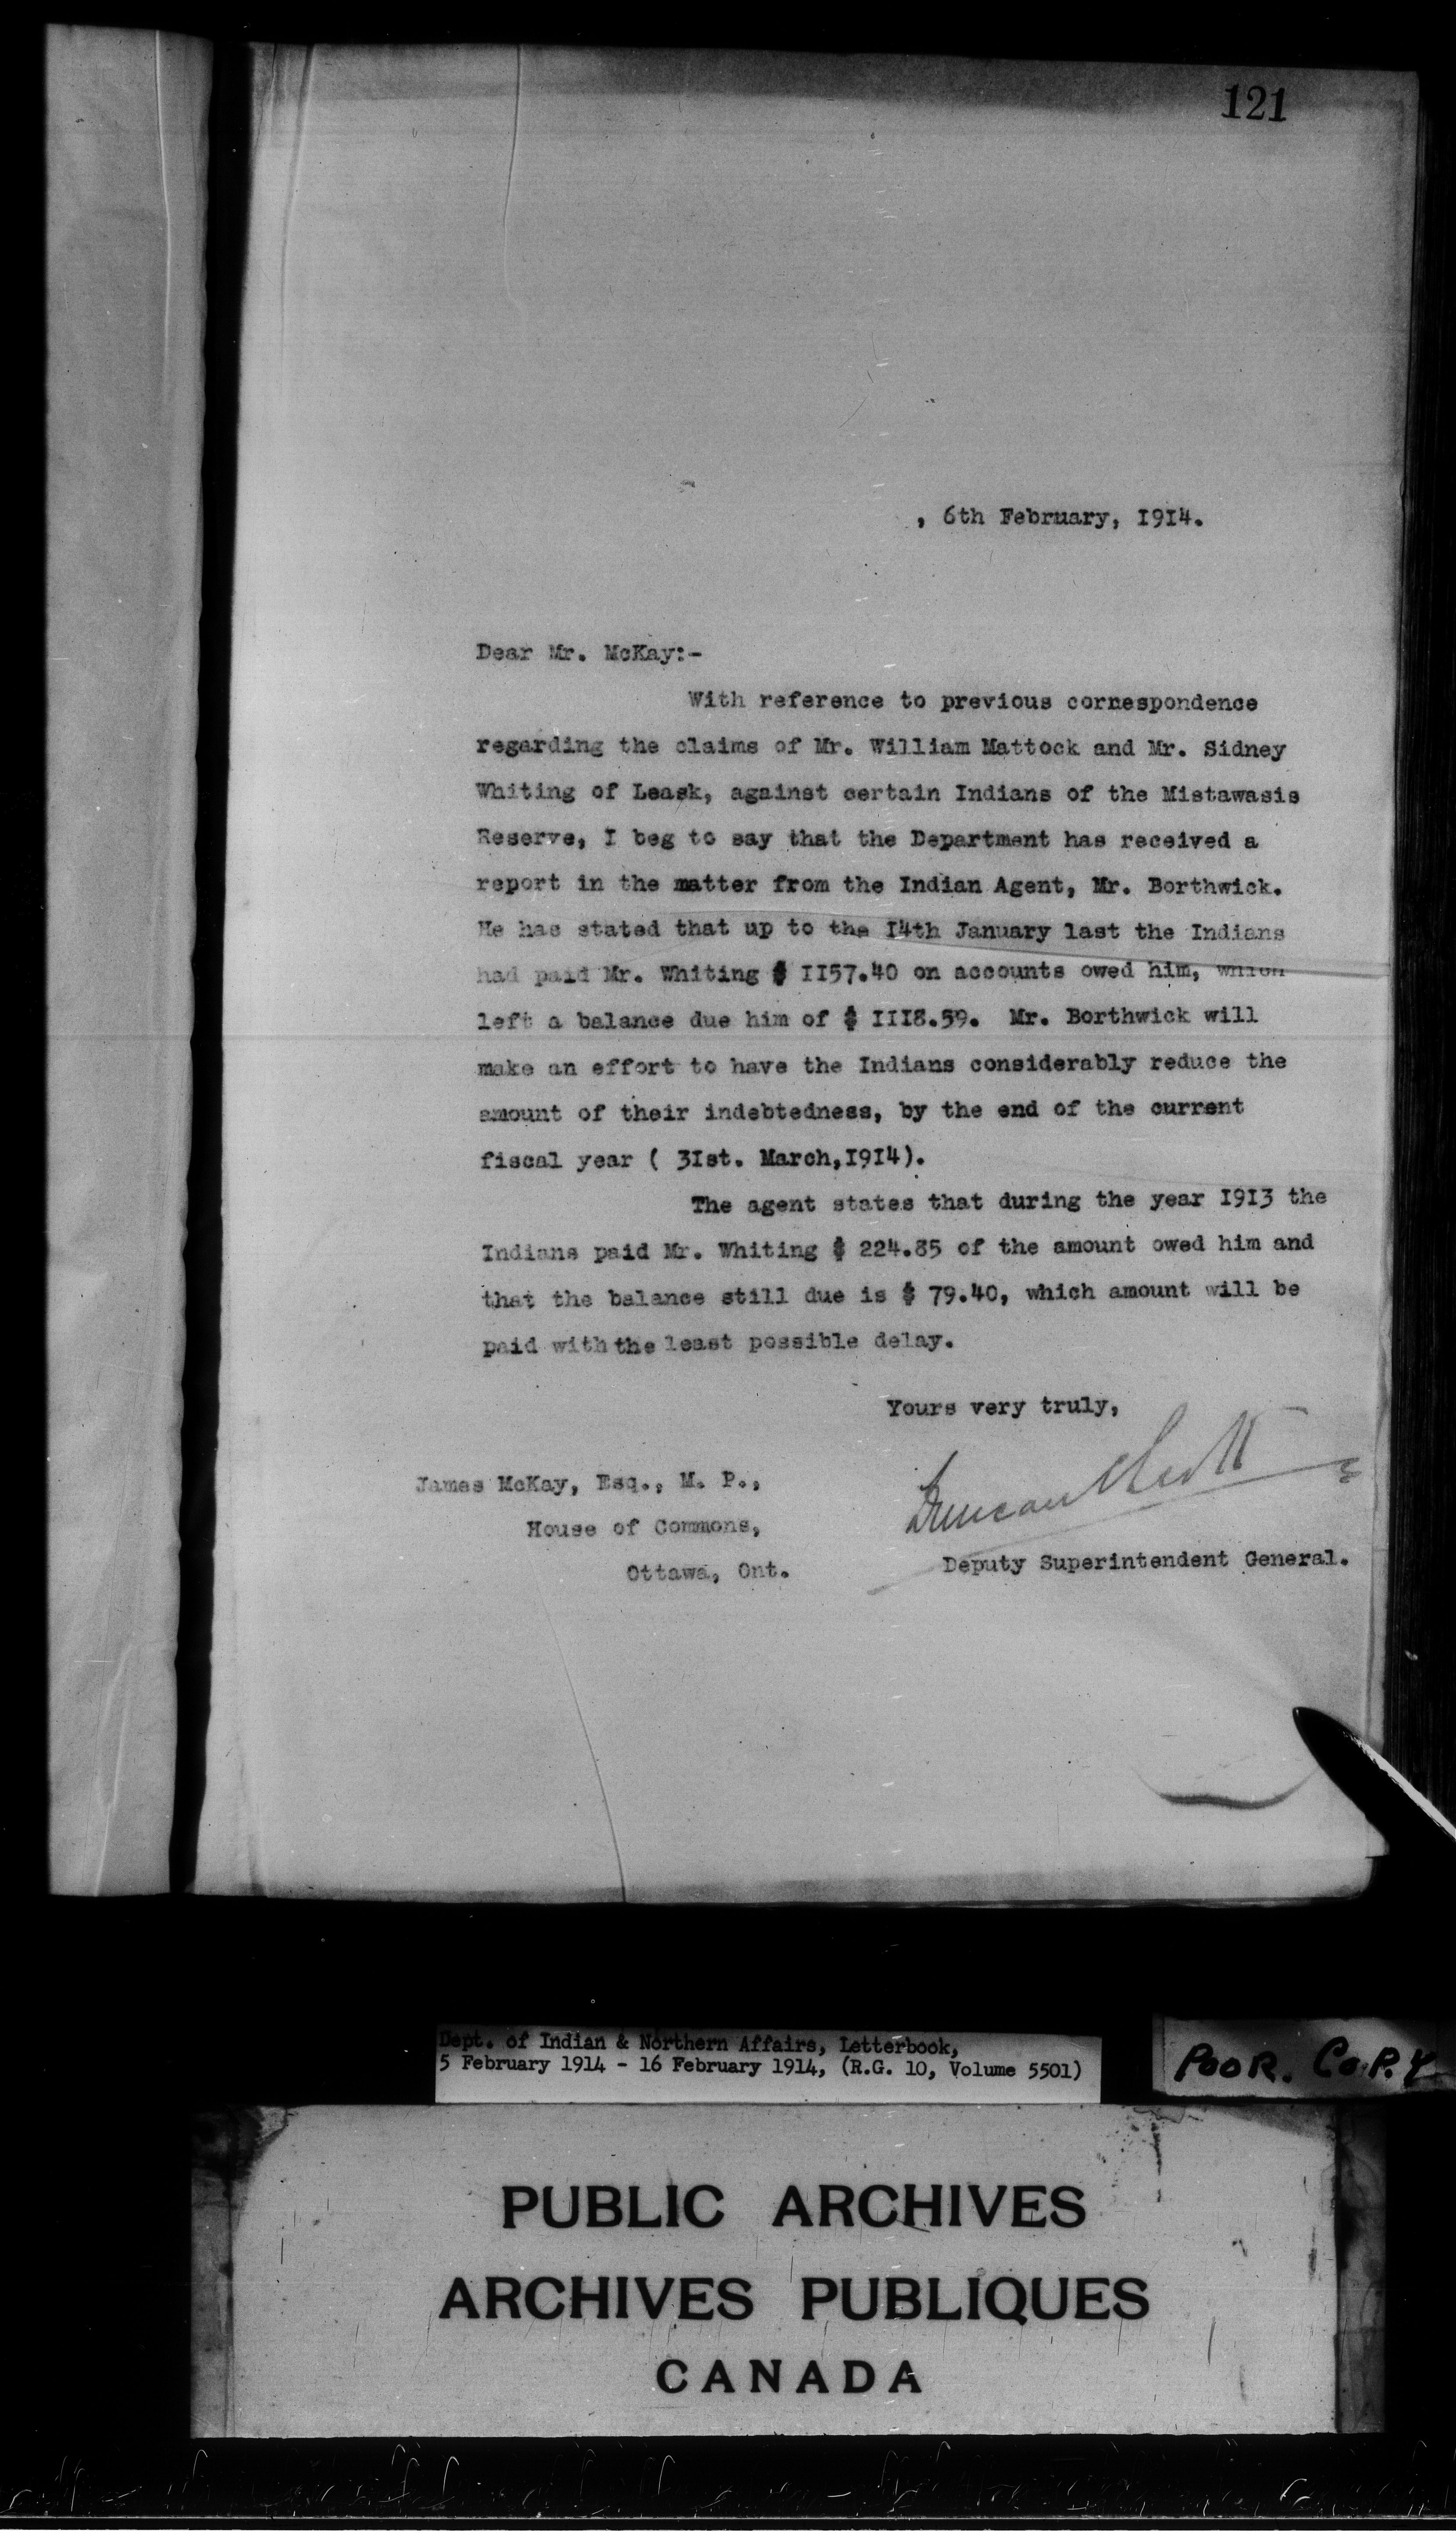 121
, 6th February, 1914.
Dear Mr. McKay:-
With reference to previous correspondence
regarding the claims of Mr. William Mattock and Mr. Sidney
Whiting of Leask, against certain Indians of the Mistawasis
Reserve, I beg to say that the Department has received a
report in the matter from the Indian Agent, Mr. Borthwick.
He has stated that up to the 14th January last the Indians
had paid Mr. Whiting $ 1157.40 on accounts owed him, which
left a balance due him of $ 1118.59. Mr. Borthwick will
make an effort to have the Indians considerably reduce the
amount of their indebtedness, by the end of the current
fiscal year ( 31st. March,1914).
The agent states that during the year 1913 the
Indians paid Mr. Whiting $ 224.85 of the amount owed him and
that the balance still due is $ 79.40, which amount will be
paid with the least possible delay.
Yours very truly,
Duncan C Scott
James McKay, Esq., M. P.,
House of Commons,
Ottawa, Ont.
Deputy Superintendent General.
Dept. of Indian & Northern Affairs, Letterbook,
5 February 1914 - 16 February 1914, (R.G. 10, Volume 5501)
POOR. COPY
PUBLIC ARCHIVES
ARCHIVES PUBLIQUES
CANADA